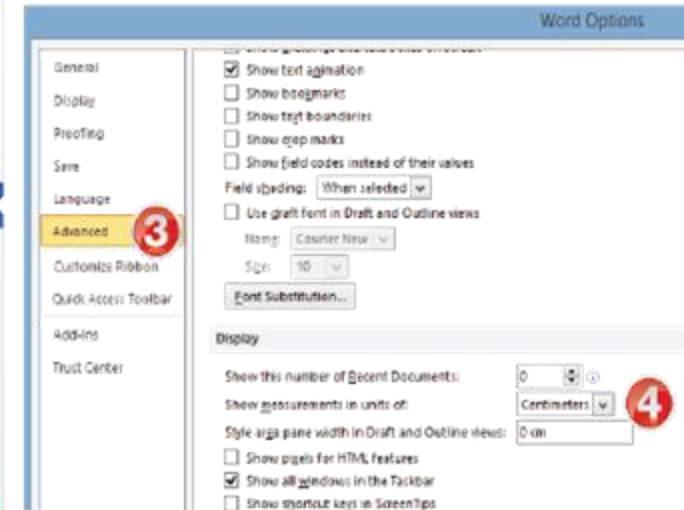 Word Options
General
Display
Proofing
Save
Language
Advanced
3
Customize Ribbon
Quick Access Toolbar
Add-Ins
Trust Center
Show text animation
Show bookmarks
Show text boundaries
Show crop marks
Show field codes instead of their values
Field shading: When selected
Use draft font in Draft and Outline views
Name: Courier New
Size: 10
Font Substitution...
Display
Show this number of Recent Documents: 0
Show measurements in units of: Centimeters
4
Style area pane width in Draft and Outline views: 0 cm
Show pixels for HTML features
Show all windows in the Taskbar
Show shortcut keys in ScreenTips